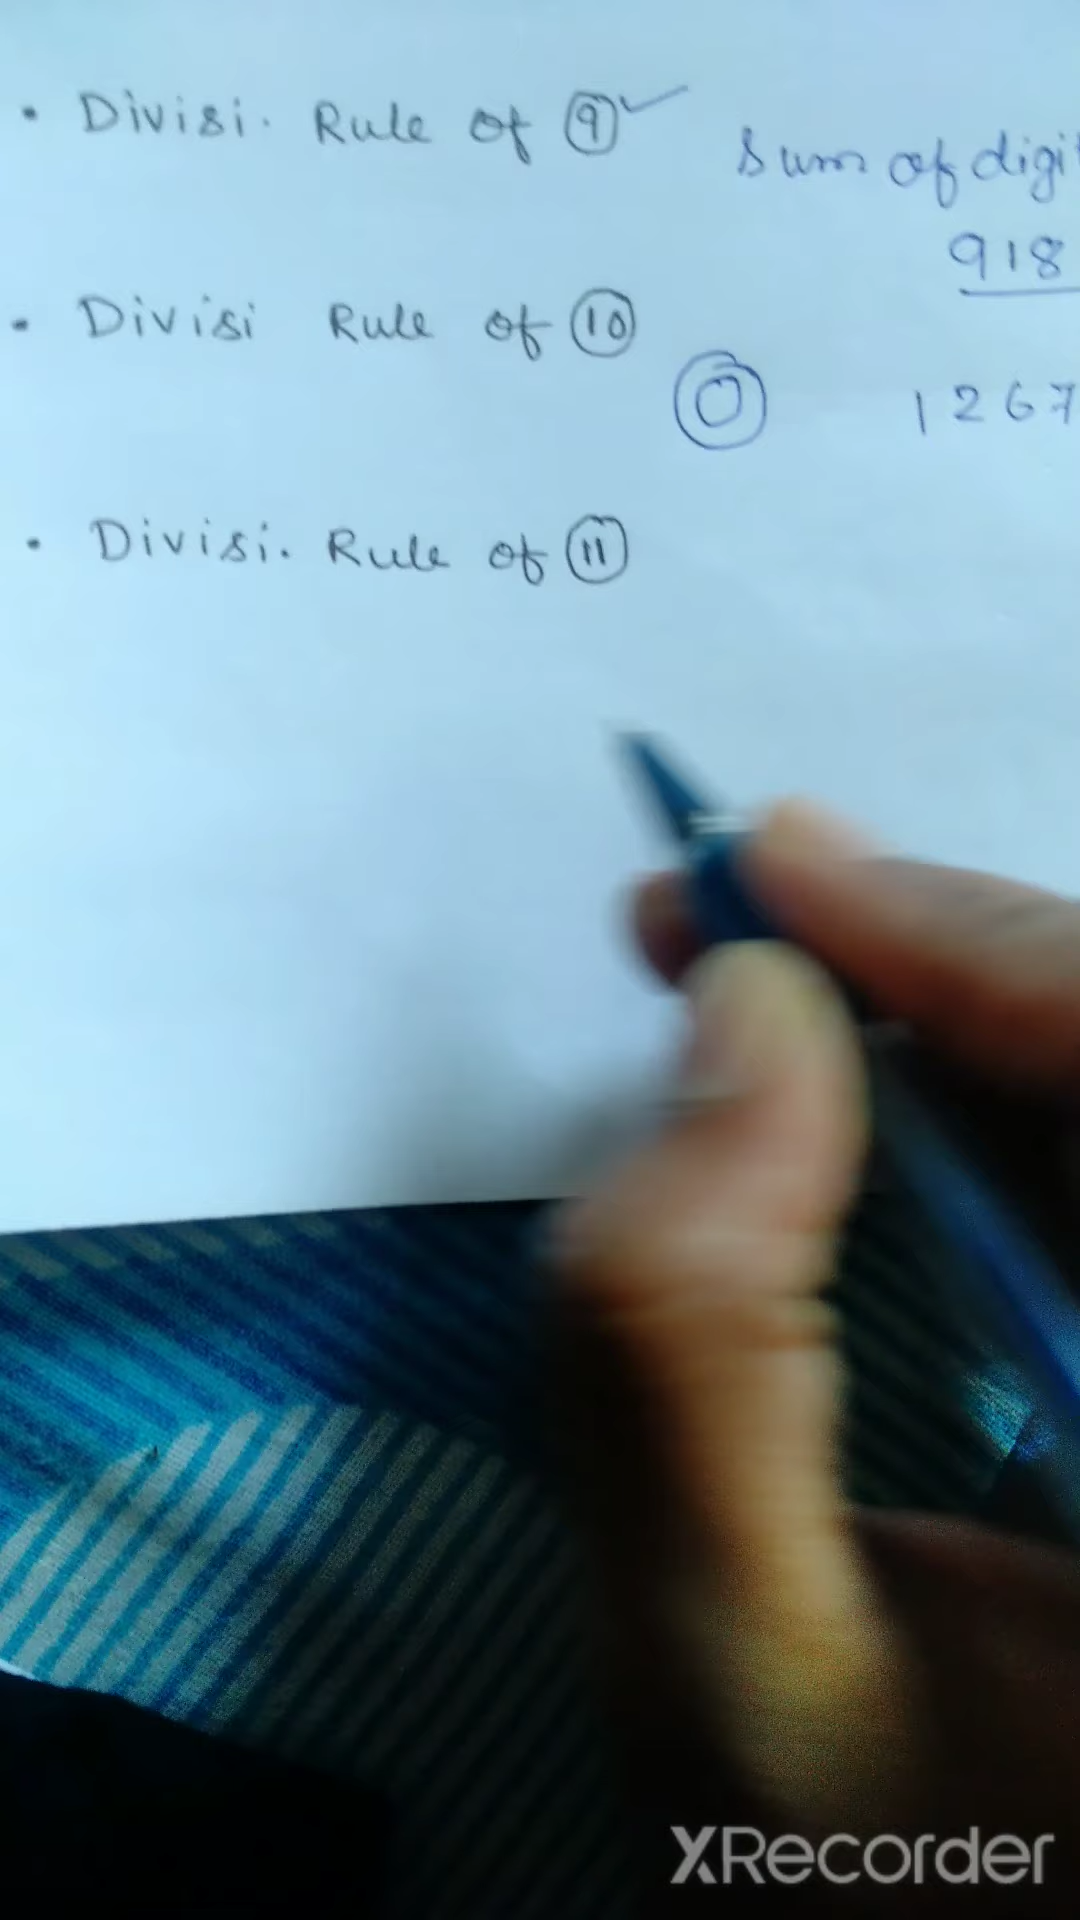 • Divisi. Rule of 9 ✓
Sum of digi
918
• Divisi Rule of 10
0 1267
• Divisi. Rule of 11
XRecorder